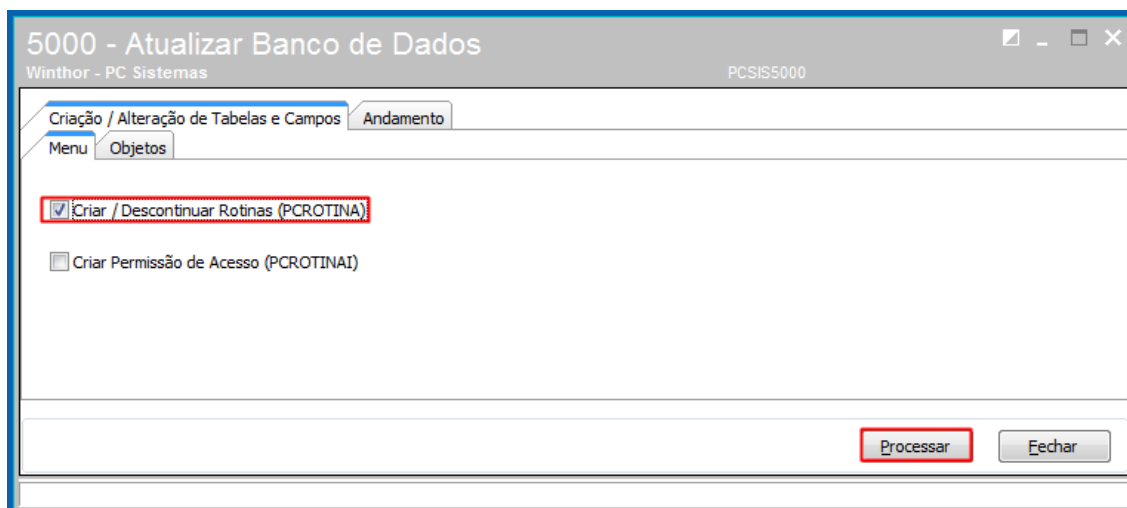 5000 - Atualizar Banco de Dados
Winthor - PC Sistemas PCSIS5000
Criação / Alteração de Tabelas e Campos Andamento
Menu Objetos
Criar / Descontinuar Rotinas (PCROTINA)
Criar Permissão de Acesso (PCROTINAI)
Processar Fechar